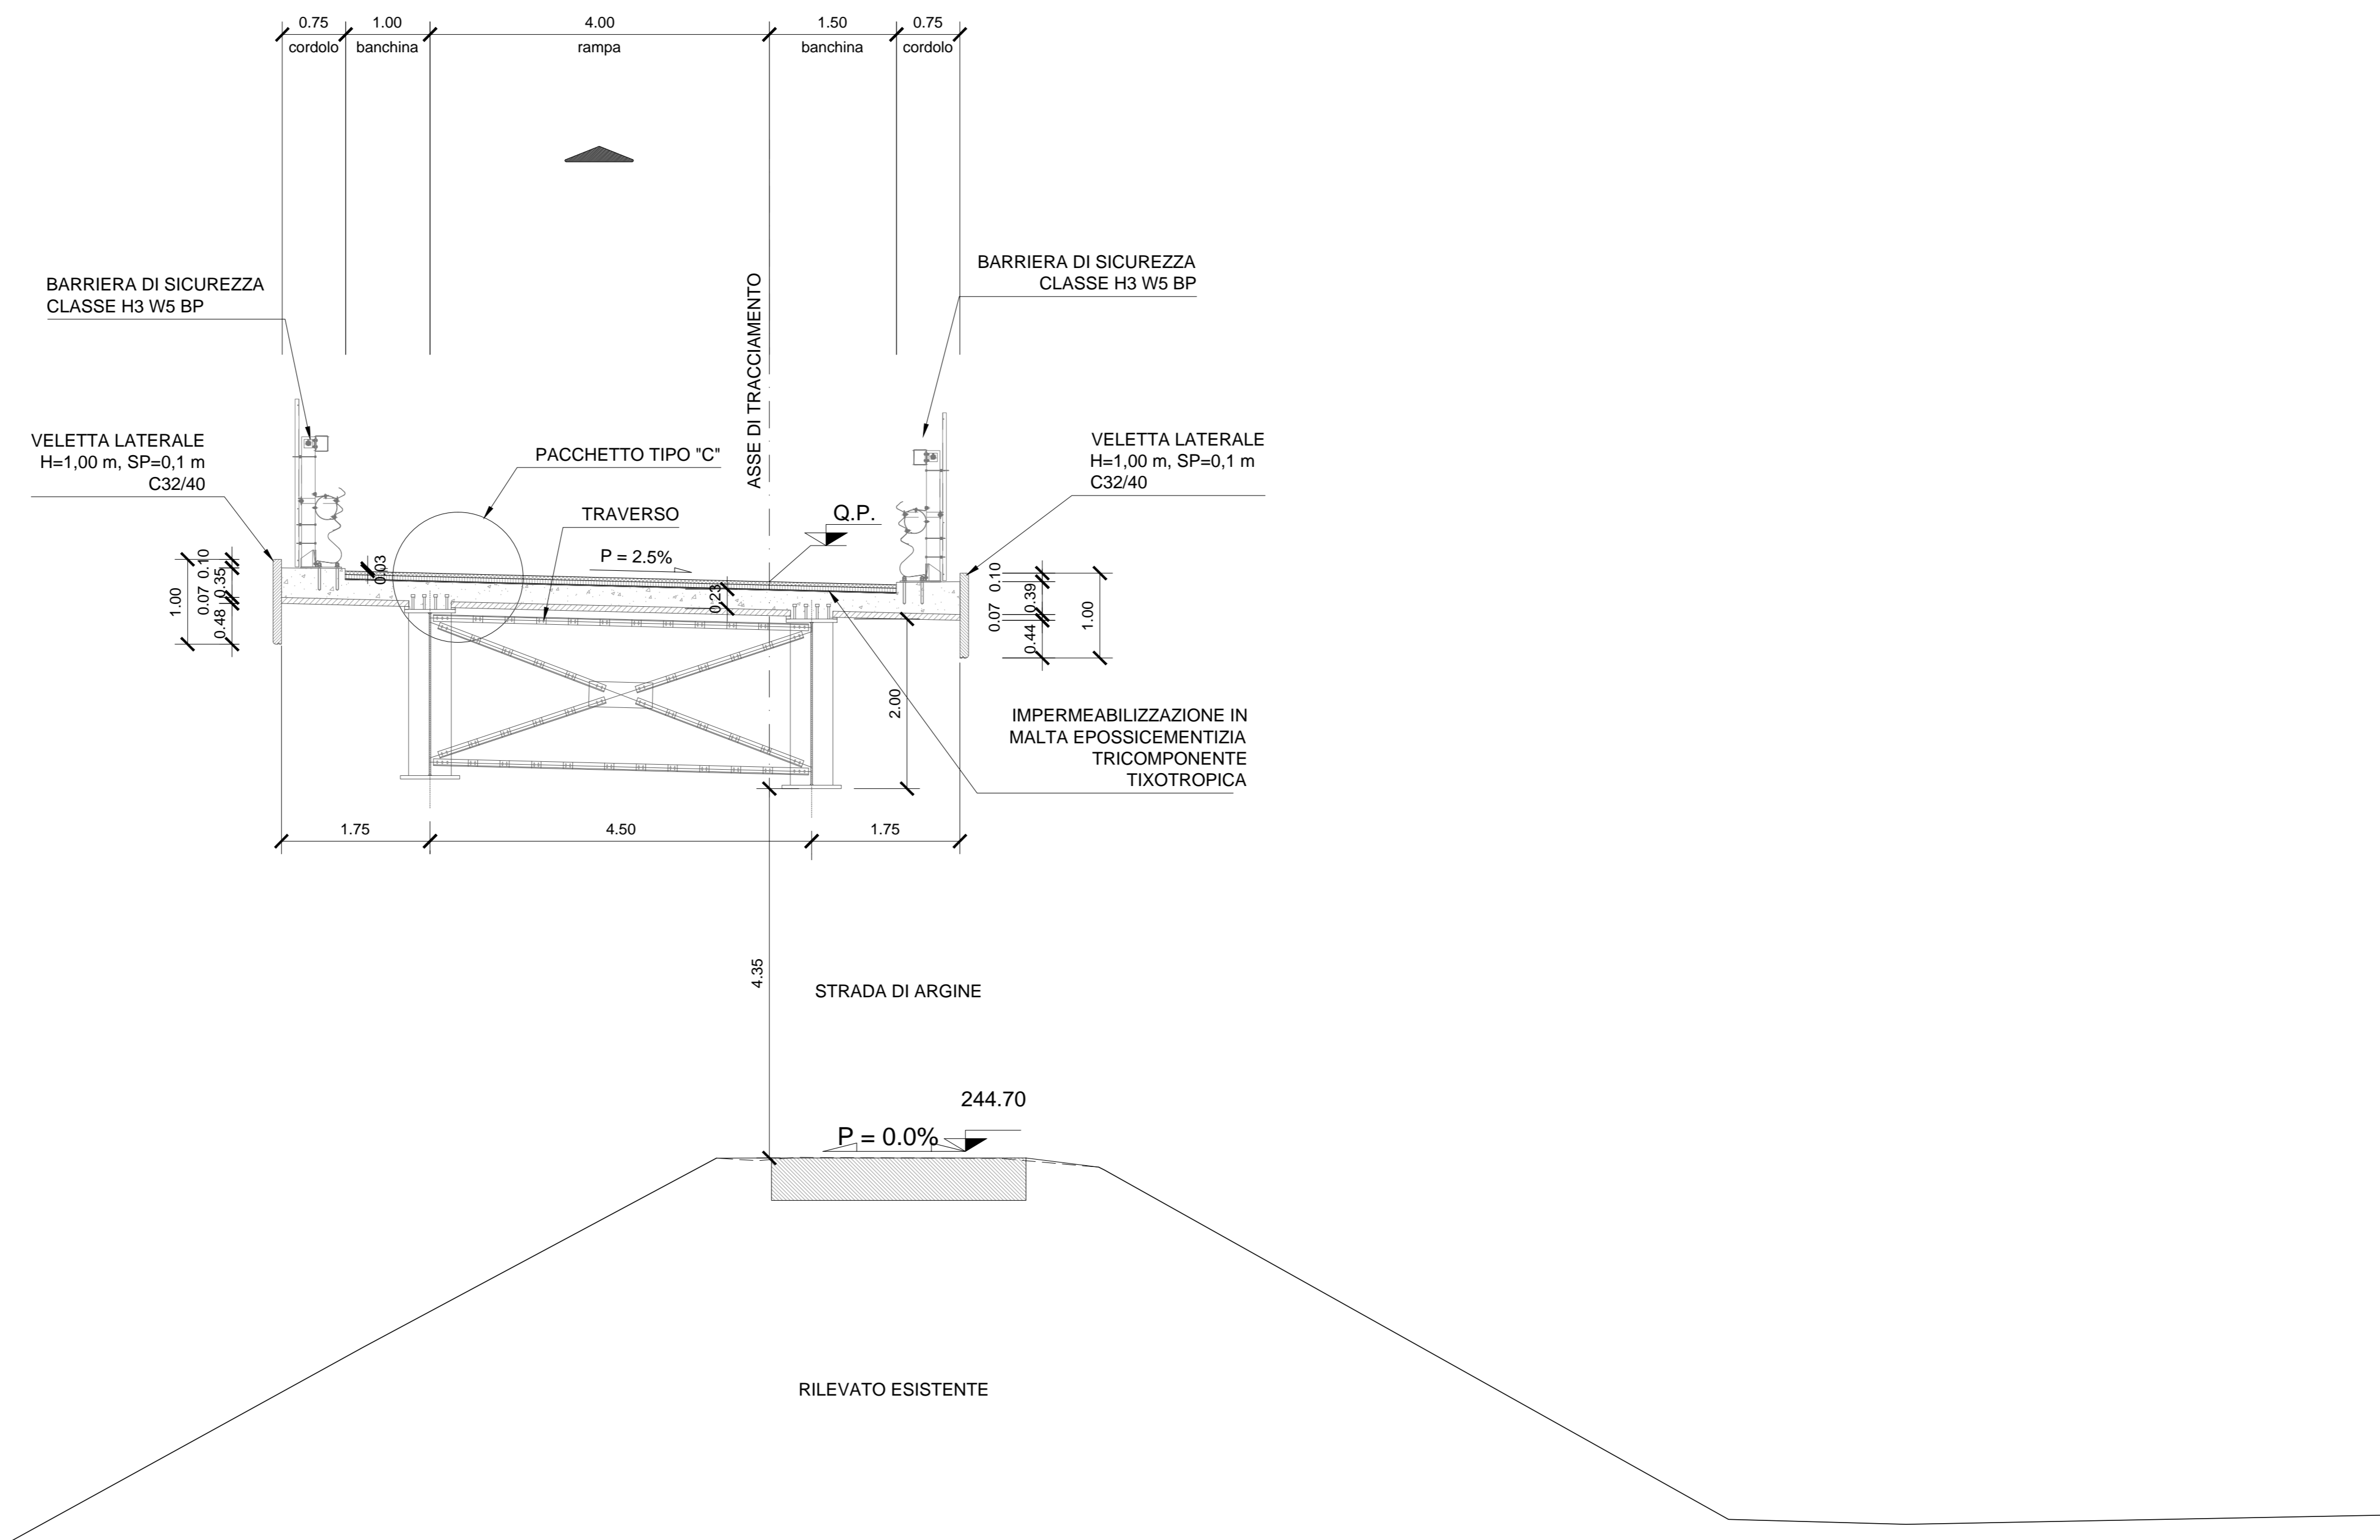 0.75 1.00 4.00 1.50 0.75
cordolo banchina rampa banchina cordolo
BARRIERA DI SICUREZZA
CLASSE H3 W5 BP
BARRIERA DI SICUREZZA
CLASSE H3 W5 BP
ASSE DI TRACCIAMENTO
VELETTA LATERALE
H=1,00 m, SP=0,1 m
C32/40
PACCHETTO TIPO "C"
VELETTA LATERALE
H=1,00 m, SP=0,1 m
C32/40
TRAVERSO
Q.P.
P = 2.5%
0.03
0.23
1.00
0.10
0.35
0.07
0.48
0.10
0.39
0.07
0.44
1.00
2.00
IMPERMEABILIZZAZIONE IN
MALTA EPOSSICEMENTIZIA
TRICOMPONENTE
TIXOTROPICA
1.75 4.50 1.75
4.35
STRADA DI ARGINE
244.70
P = 0.0%
RILEVATO ESISTENTE